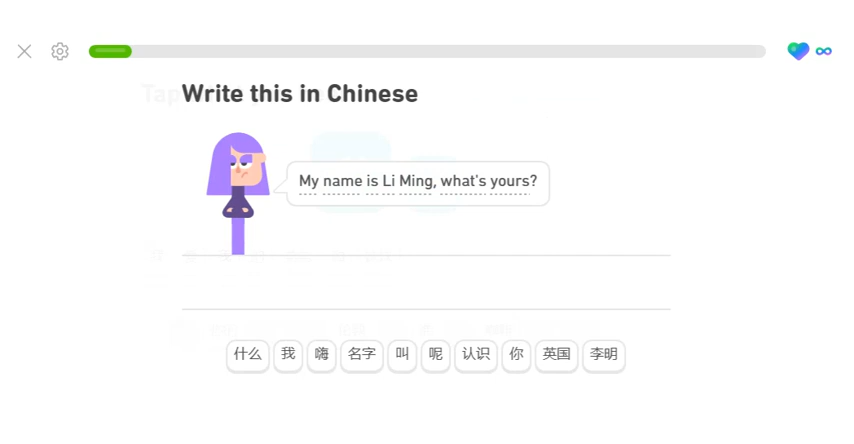 Write this in Chinese
My name is Li Ming, what's yours?
什么 我 嗨 名字 叫 呢 认识 你 英国 李明